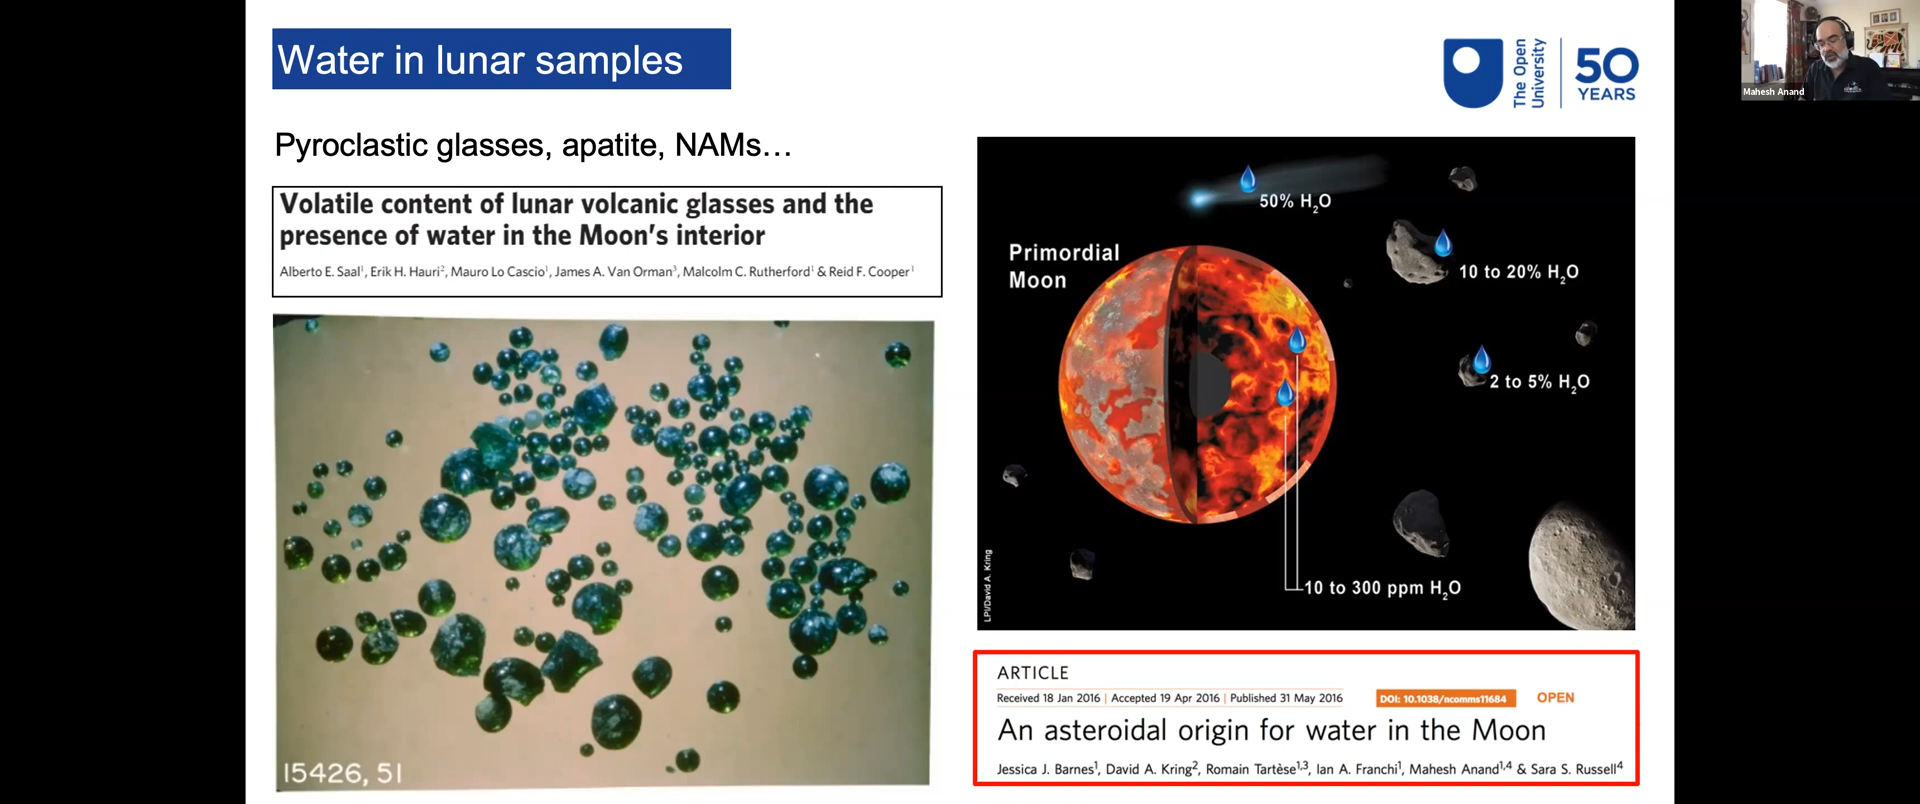 Water in lunar samples
The Open
University
50
YEARS
Mahesh Anand
Pyroclastic glasses, apatite, NAMs...
Volatile content of lunar volcanic glasses and the
presence of water in the Moon's interior
Alberto E. Saal¹, Erik H. Hauri², Mauro Lo Cascio¹, James A. Van Orman³, Malcolm C. Rutherford¹ & Reid F. Cooper¹
15426, 51
50% H₂O
Primordial
Moon
10 to 20% H₂O
2 to 5% H₂O
10 to 300 ppm H₂O
LPI/David A. Kring
ARTICLE
Received 18 Jan 2016 | Accepted 19 Apr 2016 | Published 31 May 2016 DOI: 10.1038/ncomms11684 OPEN
An asteroidal origin for water in the Moon
Jessica J. Barnes¹, David A. Kring², Romain Tartèse¹,³, Ian A. Franchi¹, Mahesh Anand¹,⁴ & Sara S. Russell⁴